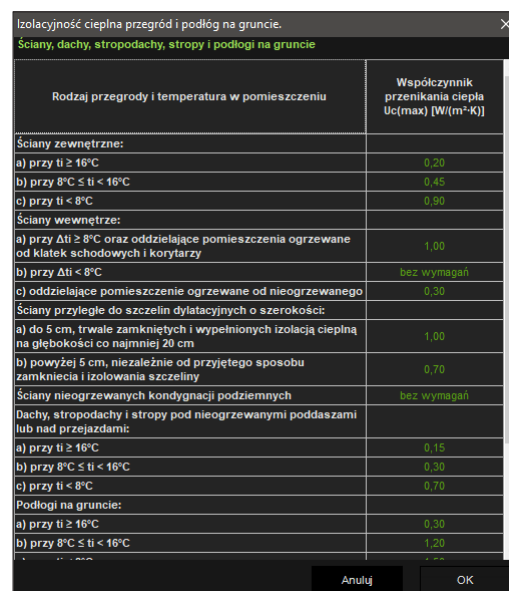 Izolacyjność cieplna przegród i podłóg na gruncie.
Ściany, dachy, stropodachy, stropy i podłogi na gruncie
Rodzaj przegrody i temperatura w pomieszczeniu
Współczynnik
przenikania ciepła
Uc(max) [W/(m²·K)]
Ściany zewnętrzne:
a) przy ti ≥ 16°C
0,20
b) przy 8°C ≤ ti < 16°C
0,45
c) przy ti < 8°C
0,90
Ściany wewnętrze:
a) przy Δti ≥ 8°C oraz oddzielające pomieszczenia ogrzewane
od klatek schodowych i korytarzy
1,00
b) przy Δti < 8°C
bez wymagań
c) oddzielające pomieszczenie ogrzewane od nieogrzewanego
0,30
Ściany przyległe do szczelin dylatacyjnych o szerokości:
a) do 5 cm, trwale zamkniętych i wypełnionych izolacją cieplną
na głębokości co najmniej 20 cm
1,00
b) powyżej 5 cm, niezależnie od przyjętego sposobu
zamkniecia i izolowania szczeliny
0,70
Ściany nieogrzewanych kondygnacji podziemnych
bez wymagań
Dachy, stropodachy i stropy pod nieogrzewanymi poddaszami
lub nad przejazdami:
a) przy ti ≥ 16°C
0,15
b) przy 8°C ≤ ti < 16°C
0,30
c) przy ti < 8°C
0,70
Podłogi na gruncie:
a) przy ti ≥ 16°C
0,30
b) przy 8°C ≤ ti < 16°C
1,20
Anuluj
OK